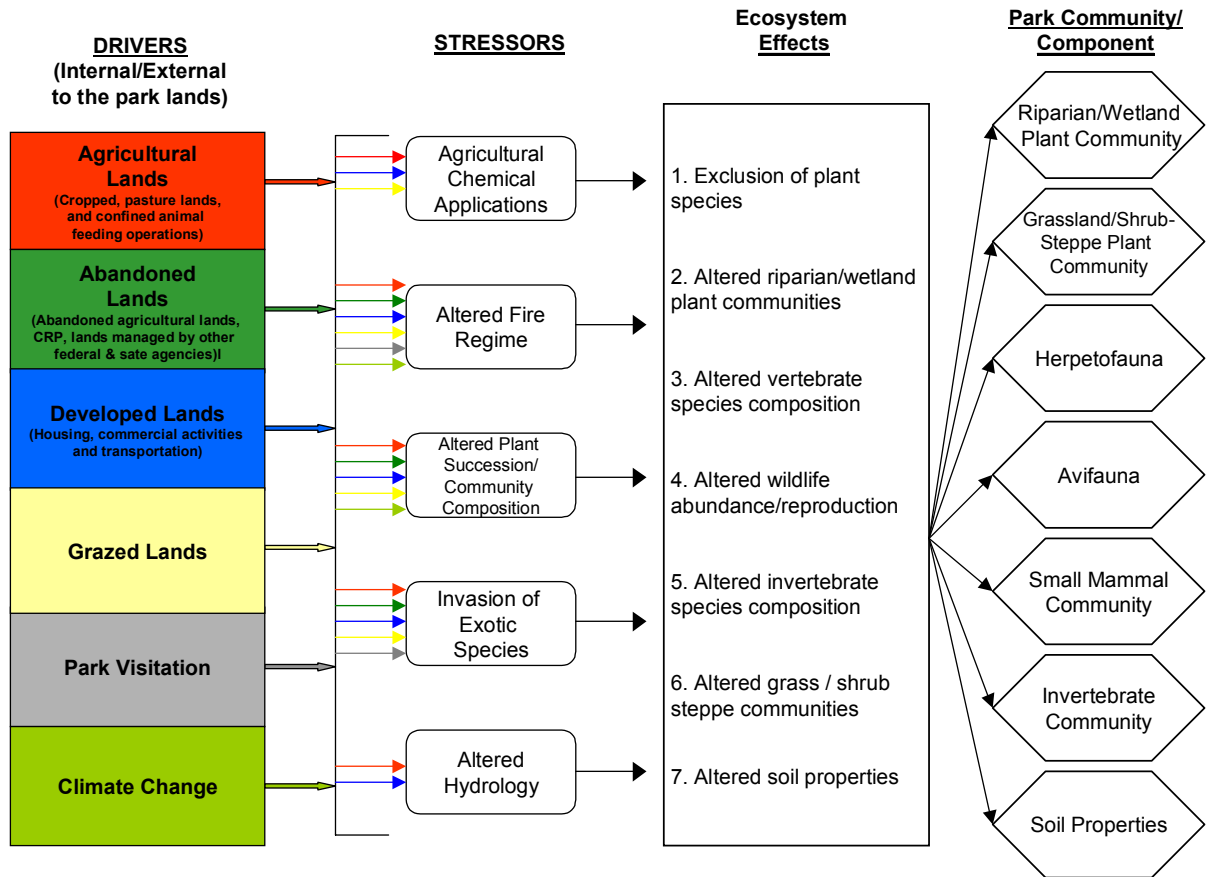 DRIVERS
(Internal/External
to the park lands)
Agricultural
Lands
(Cropped, pasture lands,
and confined animal
feeding operations)
Abandoned
Lands
(Abandoned agricultural lands,
CRP, lands managed by other
federal & sate agencies)l
Developed Lands
(Housing, commercial activities
and transportation)
Grazed Lands
Park Visitation
Climate Change
STRESSORS
Agricultural
Chemical
Applications
Altered Fire
Regime
Altered Plant
Succession/
Community
Composition
Invasion of
Exotic
Species
Altered
Hydrology
Ecosystem
Effects
1. Exclusion of plant
species
2. Altered riparian/wetland
plant communities
3. Altered vertebrate
species composition
4. Altered wildlife
abundance/reproduction
5. Altered invertebrate
species composition
6. Altered grass / shrub
steppe communities
7. Altered soil properties
Park Community/
Component
Riparian/Wetland
Plant Community
Grassland/Shrub-
Steppe Plant
Community
Herpetofauna
Avifauna
Small Mammal
Community
Invertebrate
Community
Soil Properties